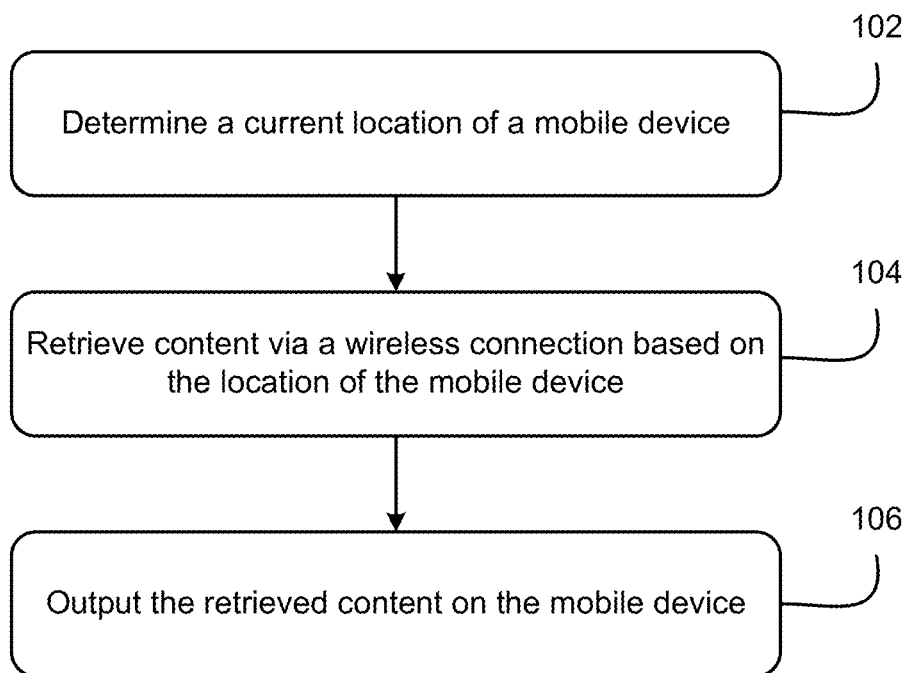 102
Determine a current location of a mobile device
104
Retrieve content via a wireless connection based on
the location of the mobile device
106
Output the retrieved content on the mobile device